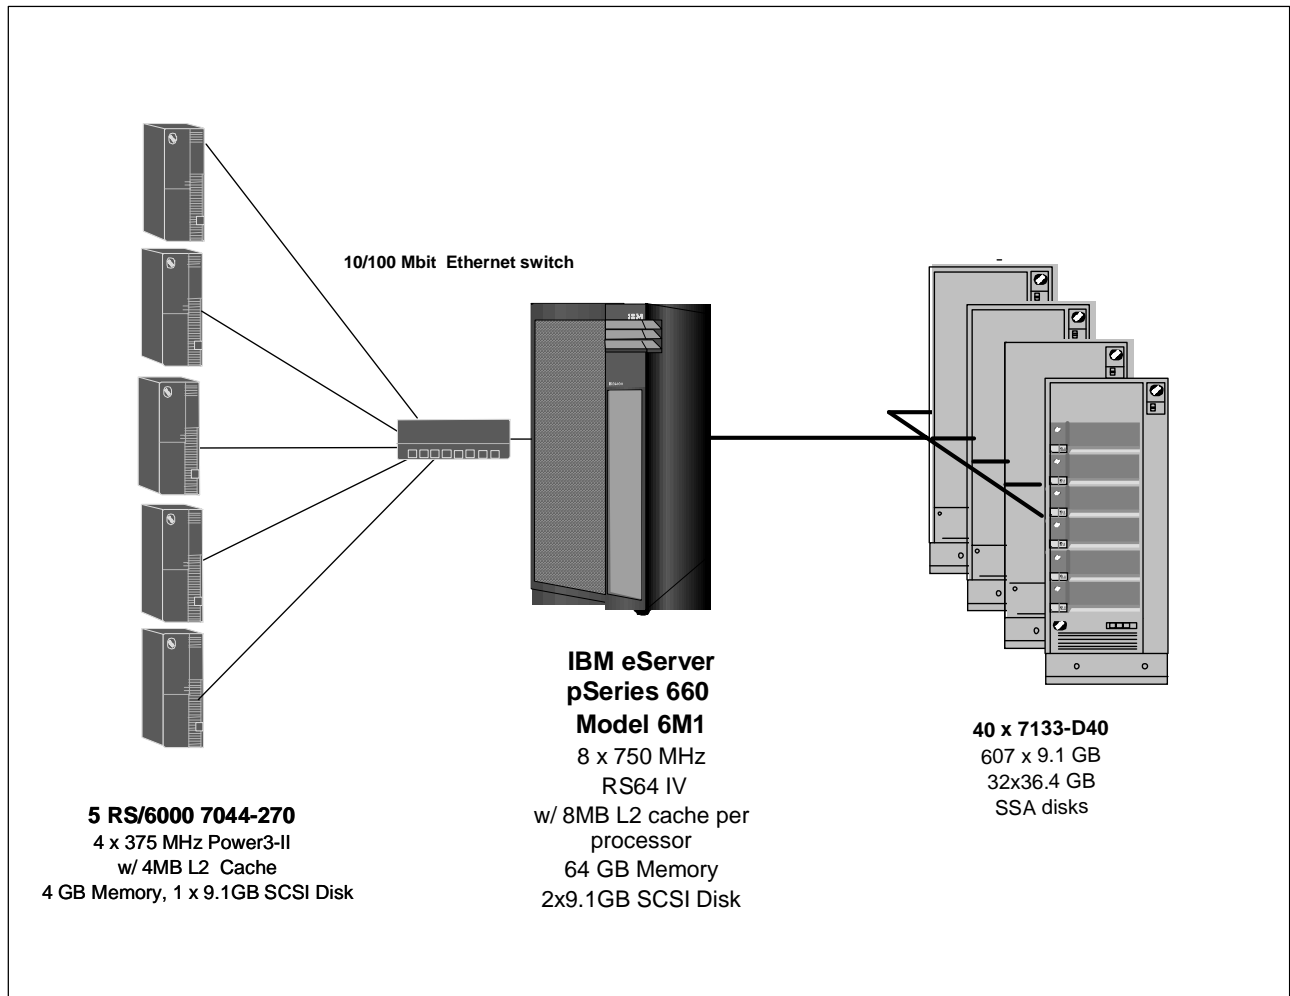 10/100 Mbit Ethernet switch
IBM
IBM eServer
pSeries 660
Model 6M1
8 x 750 MHz
RS64 IV
w/ 8MB L2 cache per
processor
64 GB Memory
2x9.1GB SCSI Disk
40 x 7133-D40
607 x 9.1 GB
32x36.4 GB
SSA disks
5 RS/6000 7044-270
4 x 375 MHz Power3-II
w/ 4MB L2 Cache
4 GB Memory, 1 x 9.1GB SCSI Disk